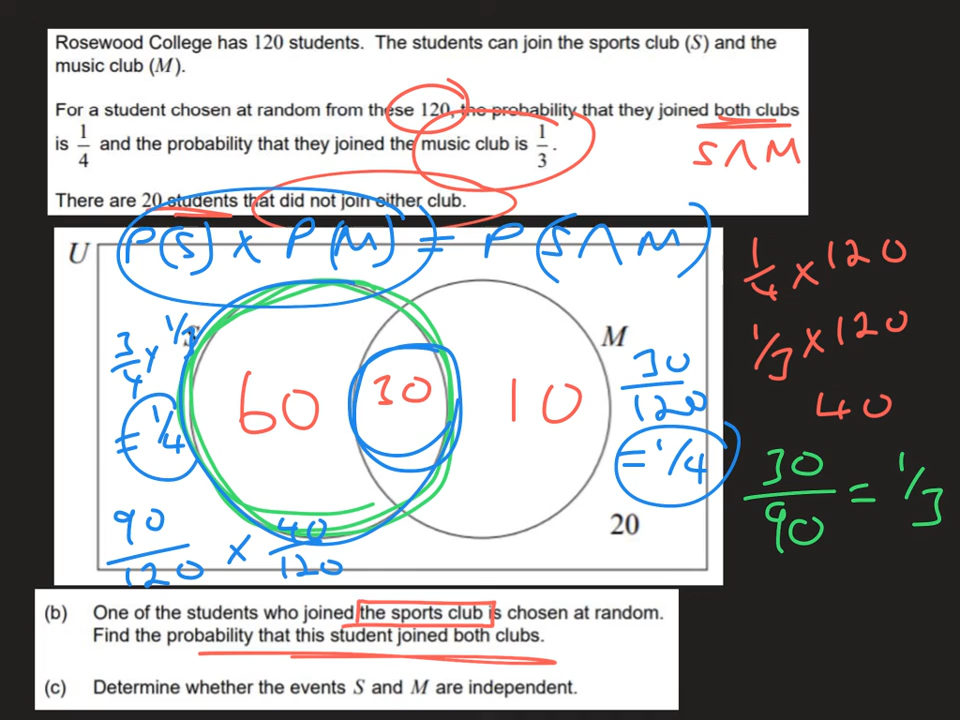 Rosewood College has 120 students. The students can join the sports club (S) and the
music club (M).
For a student chosen at random from these 120, the probability that they joined both clubs
is 1/4 and the probability that they joined the music club is 1/3.
S ∩ M
There are 20 students that did not join either club.
U P(S) × P(M) = P(S ∩ M)
1/4 × 120
1/3 × 120
40
30/90 = 1/3
S M
3/4 × 1/3
= 1/4
60 30 10
30/120
= 1/4
90/120 × 40/120
20
(b) One of the students who joined the sports club is chosen at random.
Find the probability that this student joined both clubs.
(c) Determine whether the events S and M are independent.